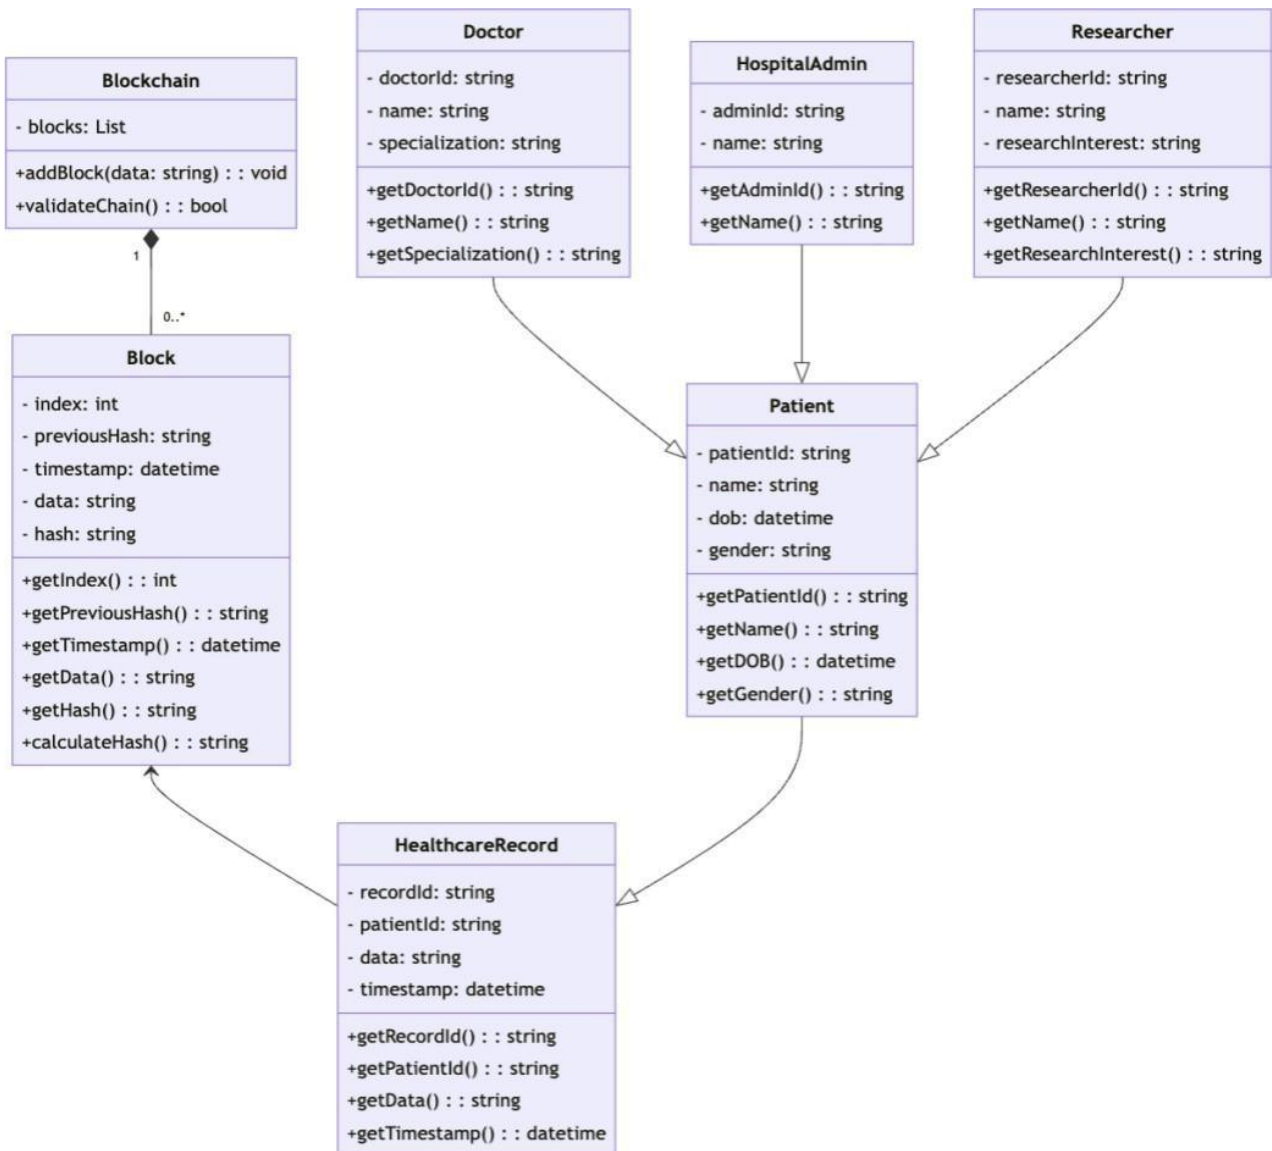 Blockchain
- blocks: List
+addBlock(data: string) : : void
+validateChain() : : bool
1
0..*
Block
- index: int
- previousHash: string
- timestamp: datetime
- data: string
- hash: string
+getIndex() : : int
+getPreviousHash() : : string
+getTimestamp() : : datetime
+getData() : : string
+getHash() : : string
+calculateHash() : : string
Doctor
- doctorId: string
- name: string
- specialization: string
+getDoctorId() : : string
+getName() : : string
+getSpecialization() : : string
HospitalAdmin
- adminId: string
- name: string
+getAdminId() : : string
+getName() : : string
Researcher
- researcherId: string
- name: string
- researchInterest: string
+getResearcherId() : : string
+getName() : : string
+getResearchInterest() : : string
Patient
- patientId: string
- name: string
- dob: datetime
- gender: string
+getPatientId() : : string
+getName() : : string
+getDOB() : : datetime
+getGender() : : string
HealthcareRecord
- recordId: string
- patientId: string
- data: string
- timestamp: datetime
+getRecordId() : : string
+getPatientId() : : string
+getData() : : string
+getTimestamp() : : datetime